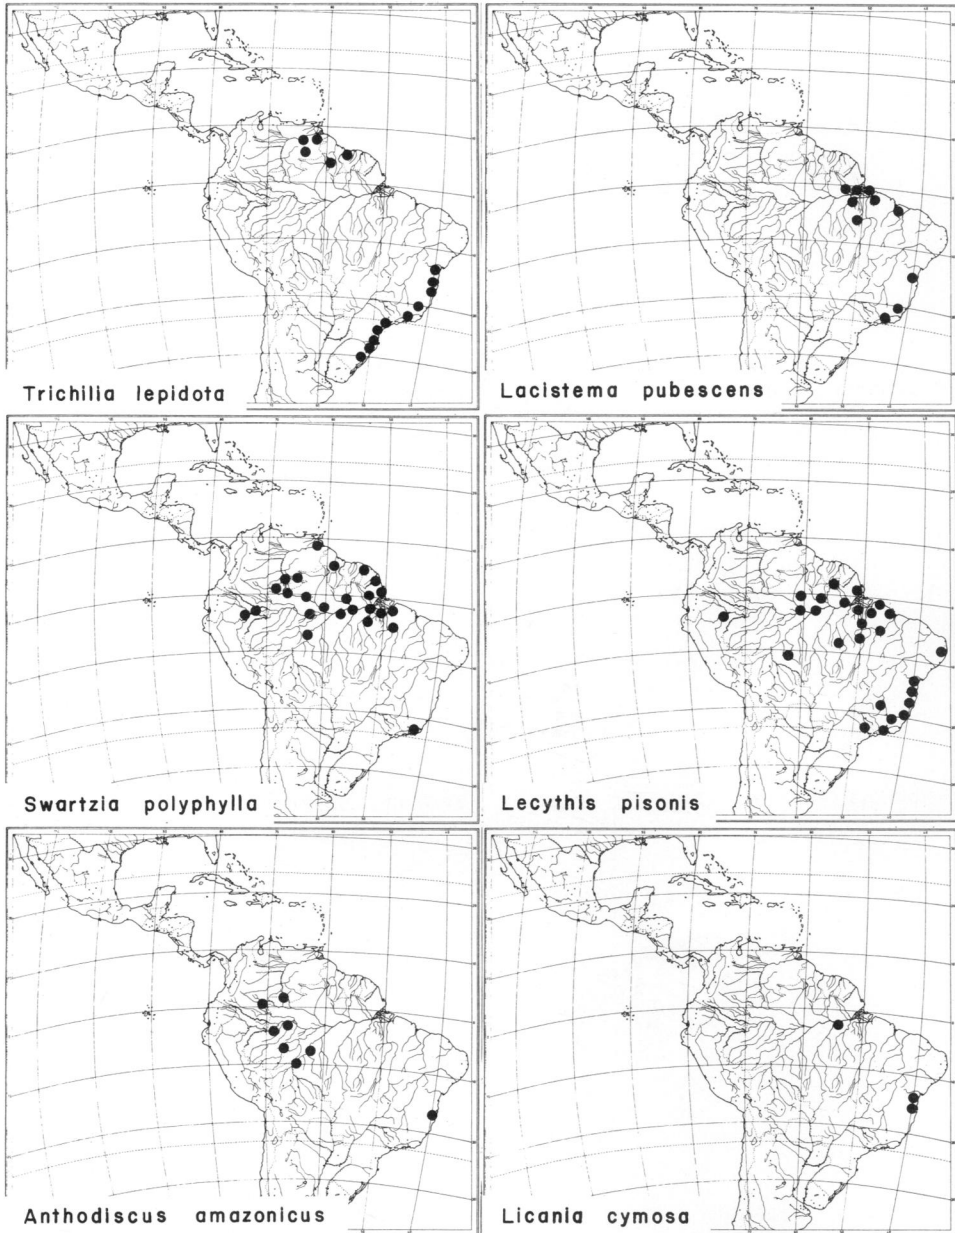 Trichilia lepidota
Lacistema pubescens
Swartzia polyphylla
Lecythis pisonis
Anthodiscus amazonicus
Licania cymosa